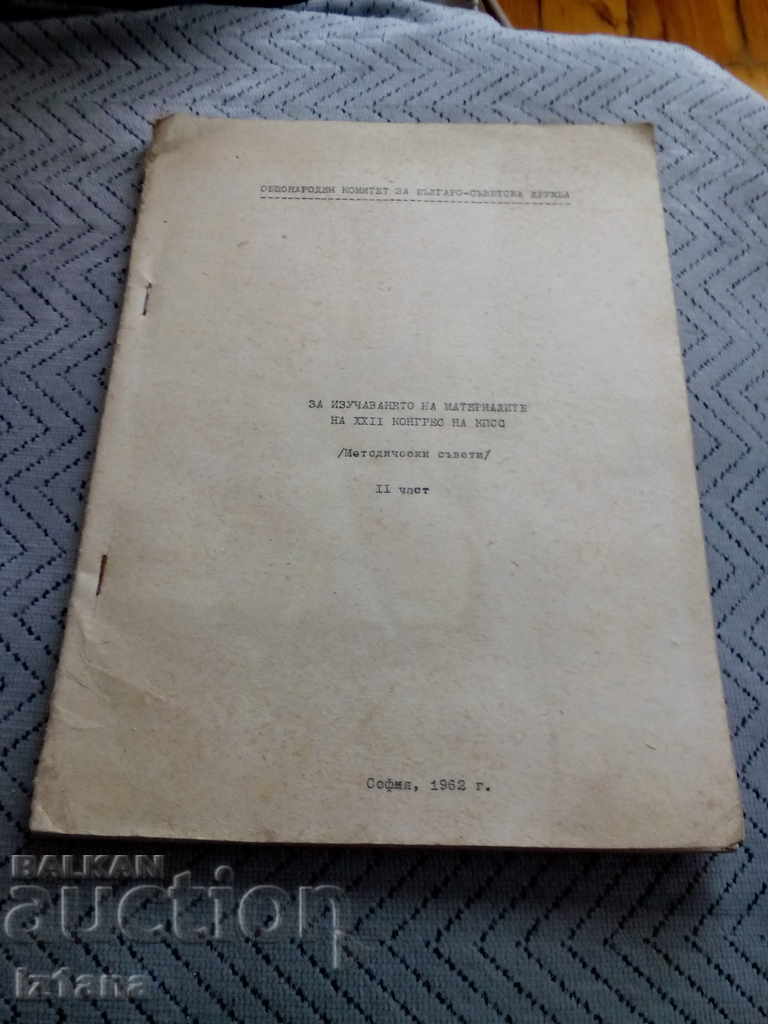 ОБЩОНАРОДЕН КОМИТЕТ ЗА БЪЛГАРО-СЪВЕТСКА ДРУЖБА
ЗА ИЗУЧАВАНЕТО НА МАТЕРИАЛИТЕ
НА XXII КОНГРЕС НА КПСС
/Методически съвети/
II част
София, 1962 г.
BALKAN
auction
iz1ana